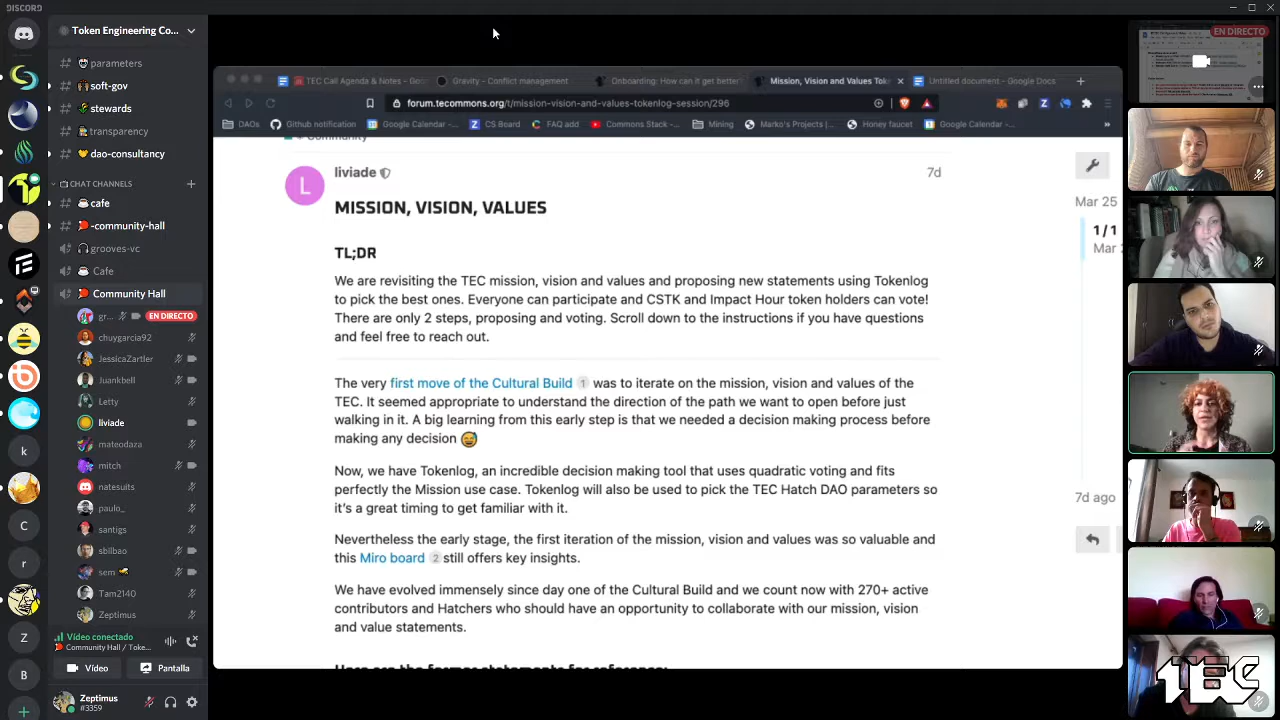 DISCORD
Token Engineering Co...
parameters
soft-gov
stewards
transparency
dao-consultancy
CHAT CHANNELS
cafe
-community-hall
grooves-vc
Cafe
Community Hall
gr...
EN DIRECTO
chuygarcia92
JessicaZartler
Juankbell
Letty
liviade
mateodaza
mitch
natesuits
paulo_
santigs
sbilbao
sem
Tam2140
Zeptimus
Vídeo conectado
Community Hall / Toke...
Vídeo
Pantalla
Zeptimus
#3359
k
C
r
Z
B
TEC Call Agenda & Notes - Go
Conflict management
Onboarding: How can it get better
Mission, Vision and Values Tok
Untitled document - Google Docs
forum.tecommons.org/t/mission-vision-and-values-tokenlog-session/296
DAOs
Github notification
Google Calendar -...
CS Board
FAQ add
Commons Stack -...
Mining
Marko's Projects |...
Honey faucet
Google Calendar -...
Community
L
liviade
7d
MISSION, VISION, VALUES
TL;DR
We are revisiting the TEC mission, vision and values and proposing new statements using Tokenlog
to pick the best ones. Everyone can participate and CSTK and Impact Hour token holders can vote!
There are only 2 steps, proposing and voting. Scroll down to the instructions if you have questions
and feel free to reach out.
The very first move of the Cultural Build 1 was to iterate on the mission, vision and values of the
TEC. It seemed appropriate to understand the direction of the path we want to open before just
walking in it. A big learning from this early step is that we needed a decision making process before
making any decision 😅
Now, we have Tokenlog, an incredible decision making tool that uses quadratic voting and fits
perfectly the Mission use case. Tokenlog will also be used to pick the TEC Hatch DAO parameters so
it's a great timing to get familiar with it.
Nevertheless the early stage, the first iteration of the mission, vision and values was so valuable and
this Miro board 2 still offers key insights.
We have evolved immensely since day one of the Cultural Build and we count now with 270+ active
contributors and Hatchers who should have an opportunity to collaborate with our mission, vision
and value statements.
Here are the former statements for reference:
Mar 25
1/1
Mar 2
7d ago
EN DIRECTO
TEC